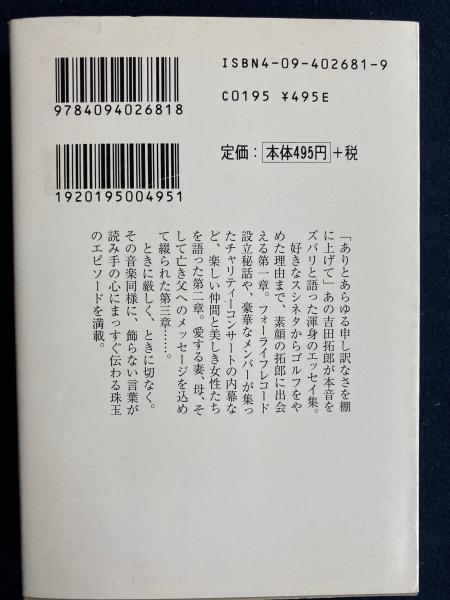 ISBN4-09-402681-9
C0195 ¥495E
9784094026818
1920195004951
定価：本体495円+税
「ありとあらゆる申し訳なさを棚
に上げて」あの吉田拓郎が本音を
ズバリと語った渾身のエッセイ集。
好きなスシネタからゴルフをや
めた理由まで、素顔の拓郎に出会
える第一章。フォーライフレコード
設立秘話や、豪華なメンバーが集っ
たチャリティーコンサートの内幕な
ど、楽しい仲間と美しき女性たち
を語った第二章。愛する妻、母、そ
して亡き父へのメッセージを込め
て綴られた第三章……。
ときに厳しく、ときに切なく。
その音楽同様に、飾らない言葉が
読み手の心にまっすぐ伝わる珠玉
のエピソードを満載。